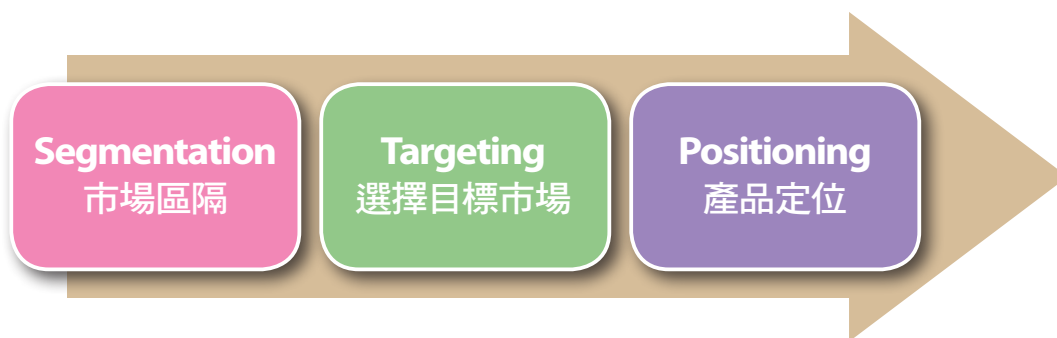 Segmentation
市場區隔
Targeting
選擇目標市場
Positioning
產品定位